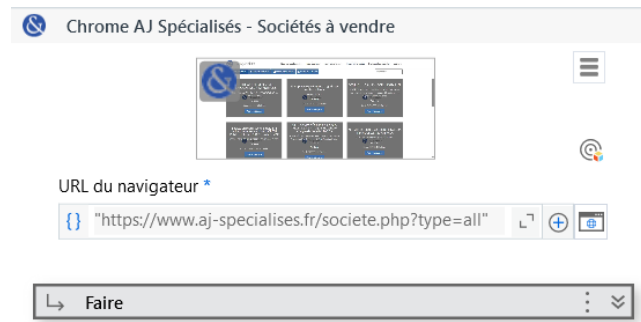 Chrome AJ Spécialisés - Sociétés à vendre
URL du navigateur *
{ } "https://www.aj-specialises.fr/societe.php?type=all"
Faire